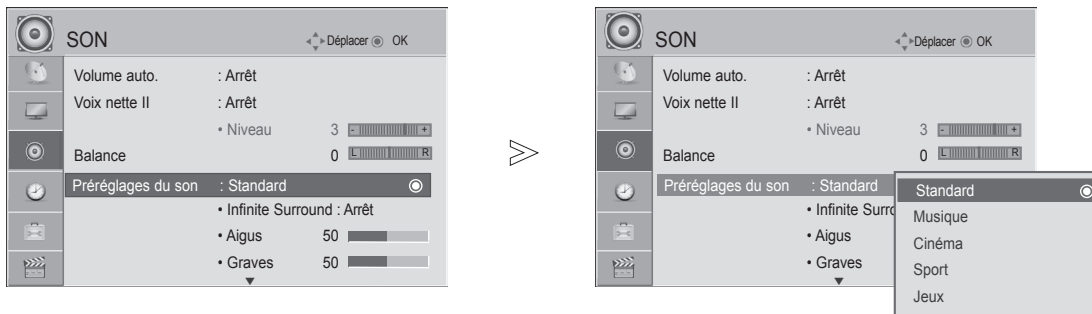 SON
Déplacer OK
Volume auto. : Arrêt
Voix nette II : Arrêt
• Niveau 3 - +
Balance 0 L R
Préréglages du son : Standard
• Infinite Surround : Arrêt
• Aigus 50
• Graves 50
SON
Déplacer OK
Volume auto. : Arrêt
Voix nette II : Arrêt
• Niveau 3 - +
Balance 0 L R
Préréglages du son : Standard
• Infinite Surro
• Aigus
• Graves
Standard
Musique
Cinéma
Sport
Jeux